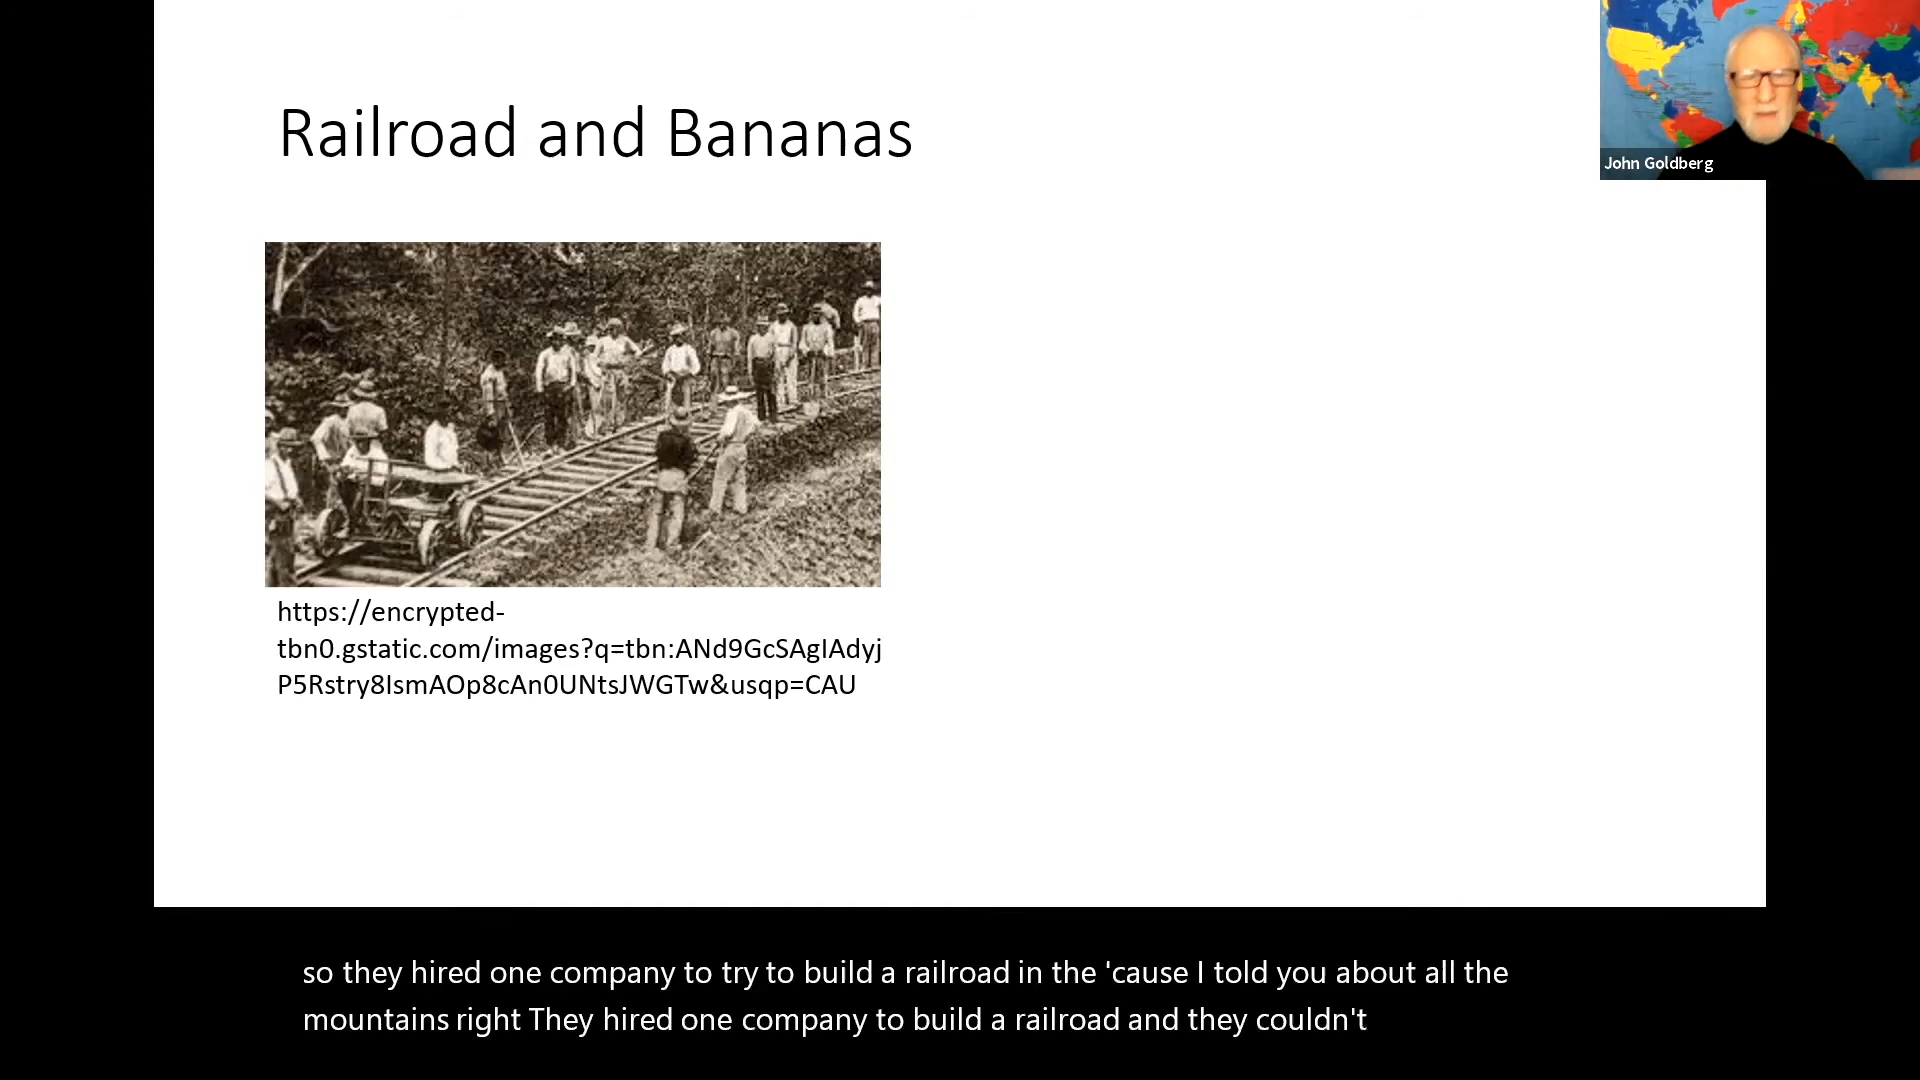 Railroad and Bananas
John Goldberg
https://encrypted-
tbn0.gstatic.com/images?q=tbn:ANd9GcSAgIAdyj
P5Rstry8IsmAOp8cAn0UNtsJWGTw&usqp=CAU
so they hired one company to try to build a railroad in the 'cause I told you about all the
mountains right They hired one company to build a railroad and they couldn't